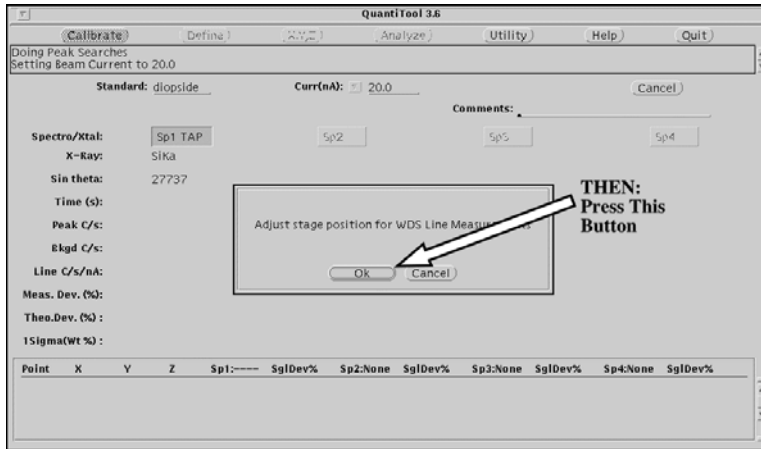 QuantiTool 3.6
Calibrate) Define) X,Y,Z) Analyze) Utility) Help) Quit)
Doing Peak Searches
Setting Beam Current to 20.0
Standard: diopside Curr(nA): 20.0 Cancel)
Comments:
Spectro/Xtal: Sp1 TAP Sp2 Sp3 Sp4
X-Ray: SiKa
Sin theta: 27737
Time (s):
Peak C/s:
Bkgd C/s:
Line C/s/nA:
Meas. Dev. (%):
Theo.Dev. (%) :
1Sigma(Wt %) :
Adjust stage position for WDS Line
Ok Cancel
THEN:
Press This
Button
Point X Y Z Sp1:---- SglDev% Sp2:None SglDev% Sp3:None SglDev% Sp4:None SglDev%